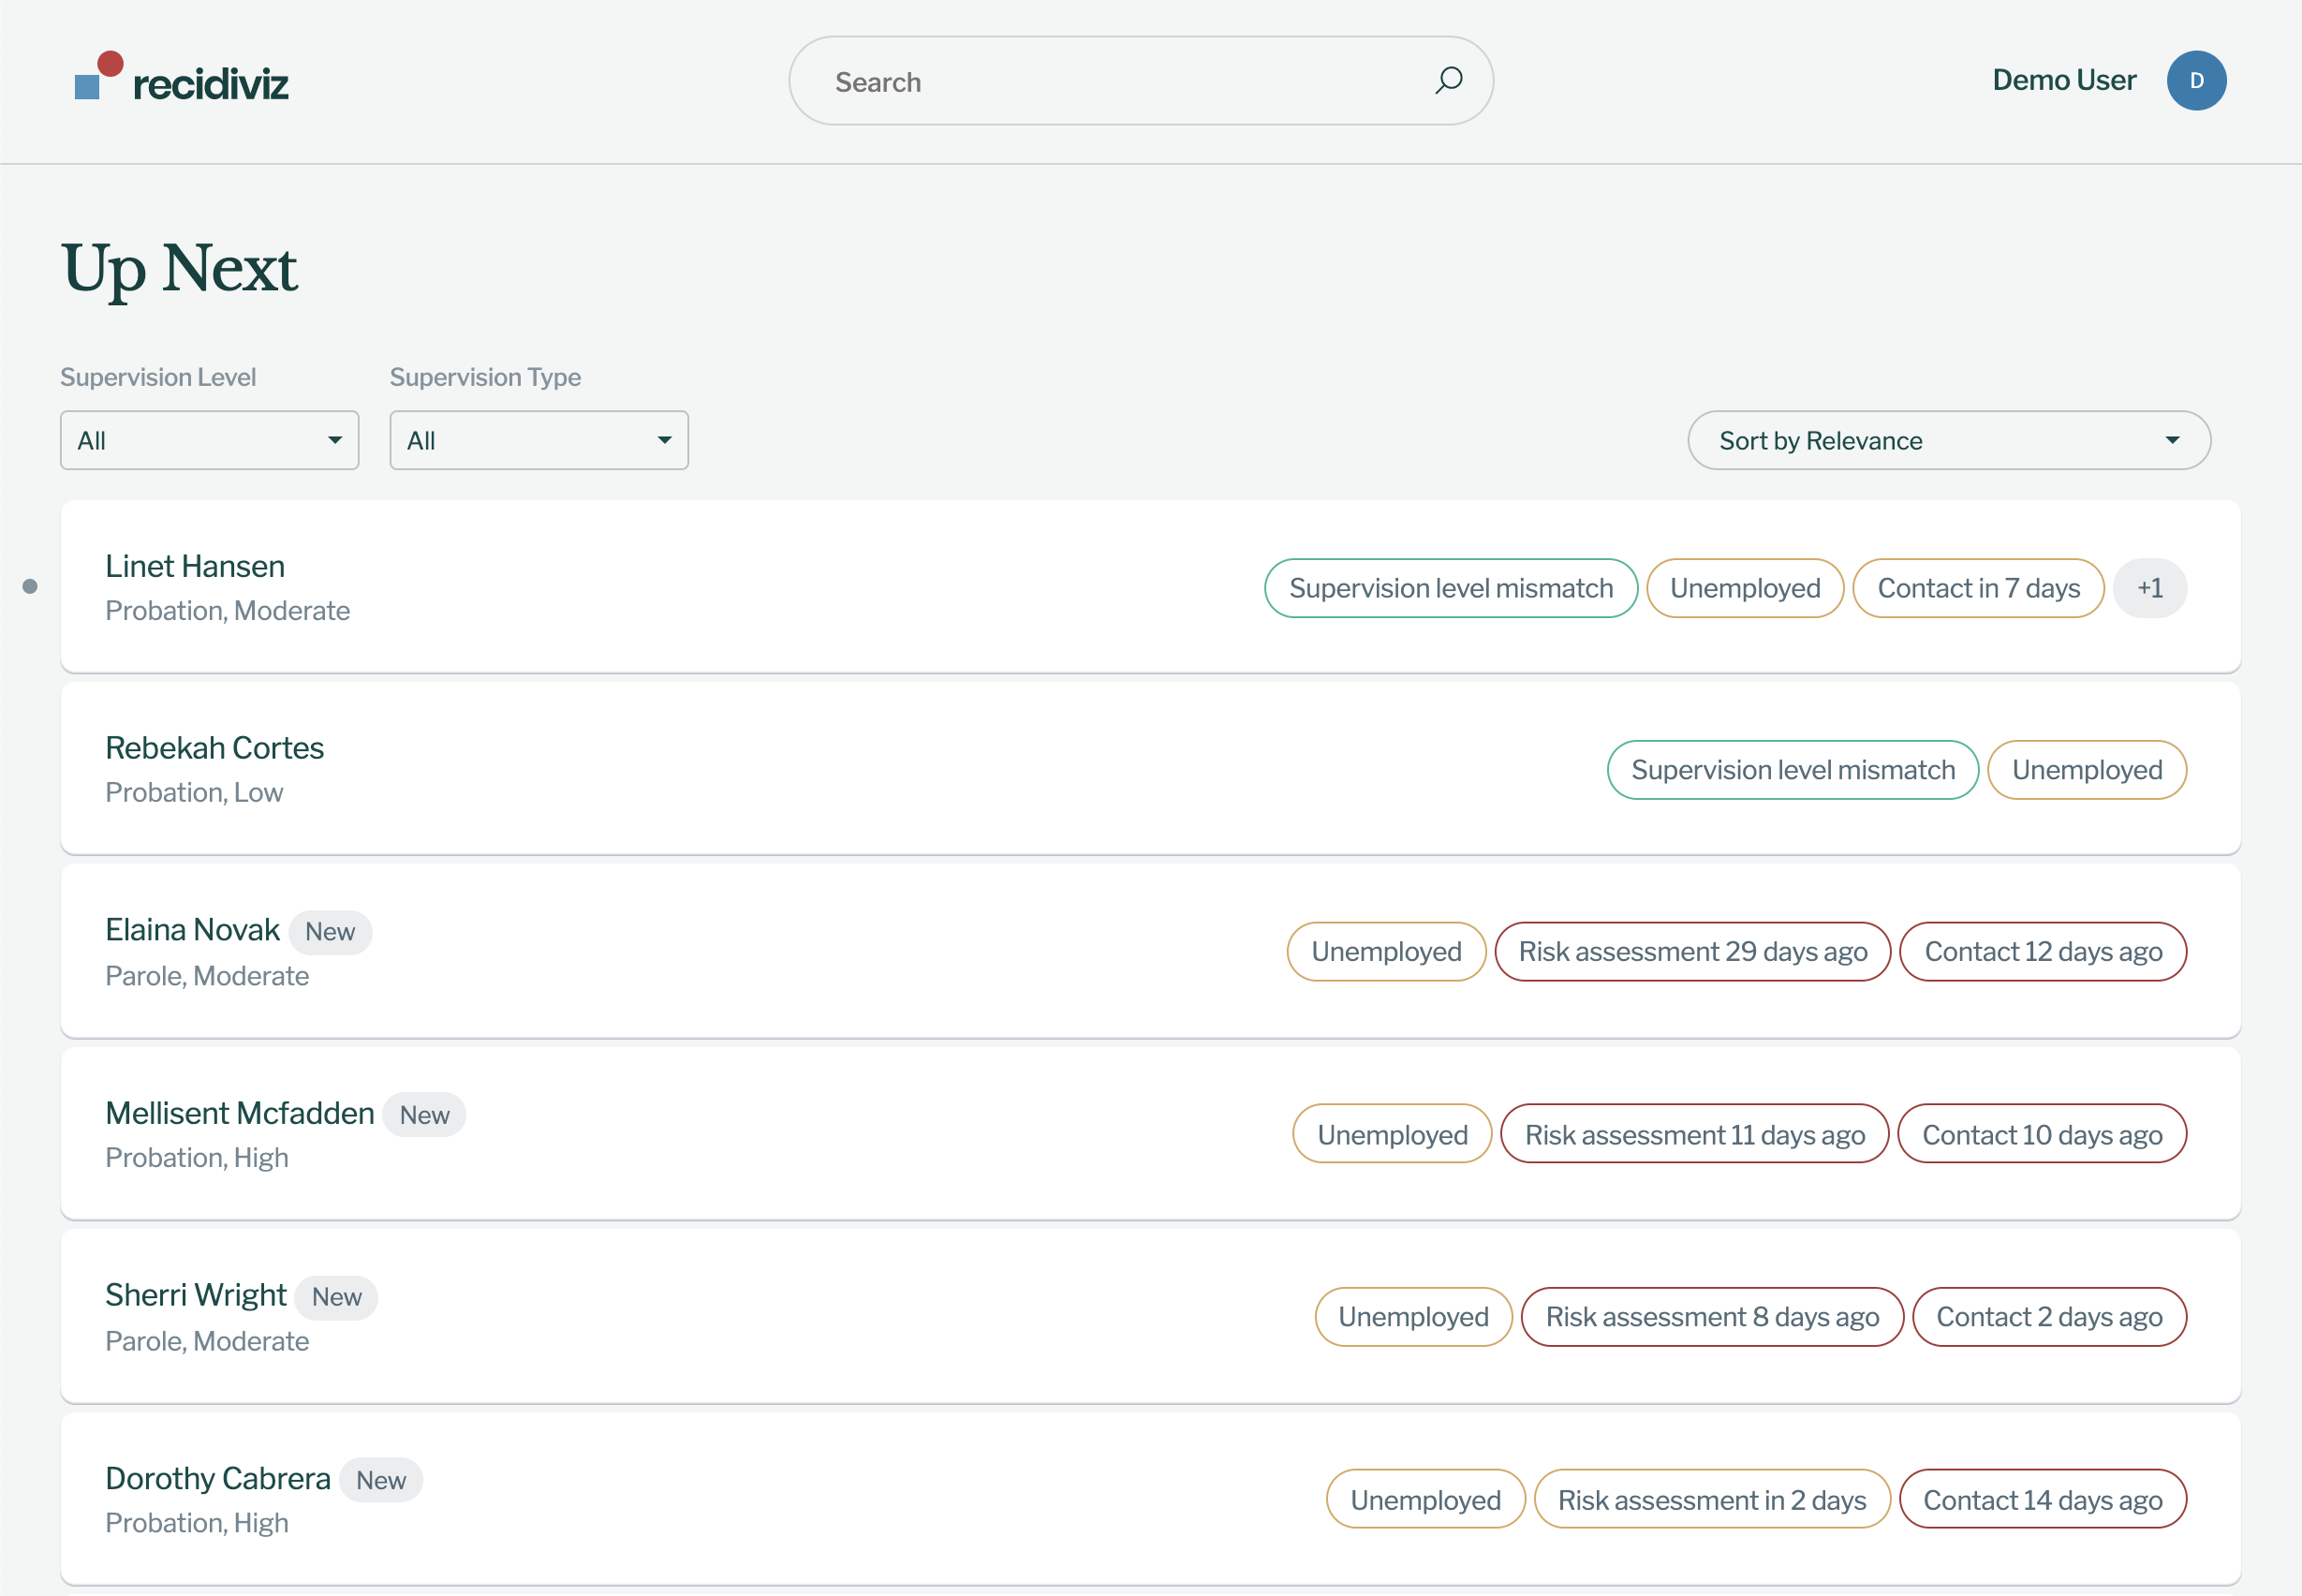 recidiviz
Search
Demo User
D
Up Next
Supervision Level
Supervision Type
All
All
Sort by Relevance
Linet Hansen
Probation, Moderate
Supervision level mismatch
Unemployed
Contact in 7 days
+1
Rebekah Cortes
Probation, Low
Supervision level mismatch
Unemployed
Elaina Novak New
Parole, Moderate
Unemployed
Risk assessment 29 days ago
Contact 12 days ago
Mellisent Mcfadden New
Probation, High
Unemployed
Risk assessment 11 days ago
Contact 10 days ago
Sherri Wright New
Parole, Moderate
Unemployed
Risk assessment 8 days ago
Contact 2 days ago
Dorothy Cabrera New
Probation, High
Unemployed
Risk assessment in 2 days
Contact 14 days ago